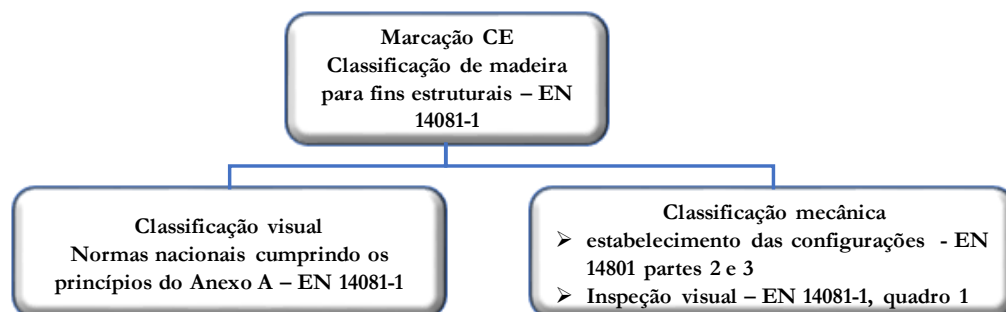 Marcação CE
Classificação de madeira
para fins estruturais – EN
14081-1
Classificação visual
Normas nacionais cumprindo os
princípios do Anexo A – EN 14081-1
Classificação mecânica
➢ estabelecimento das configurações - EN
14801 partes 2 e 3
➢ Inspeção visual – EN 14081-1, quadro 1